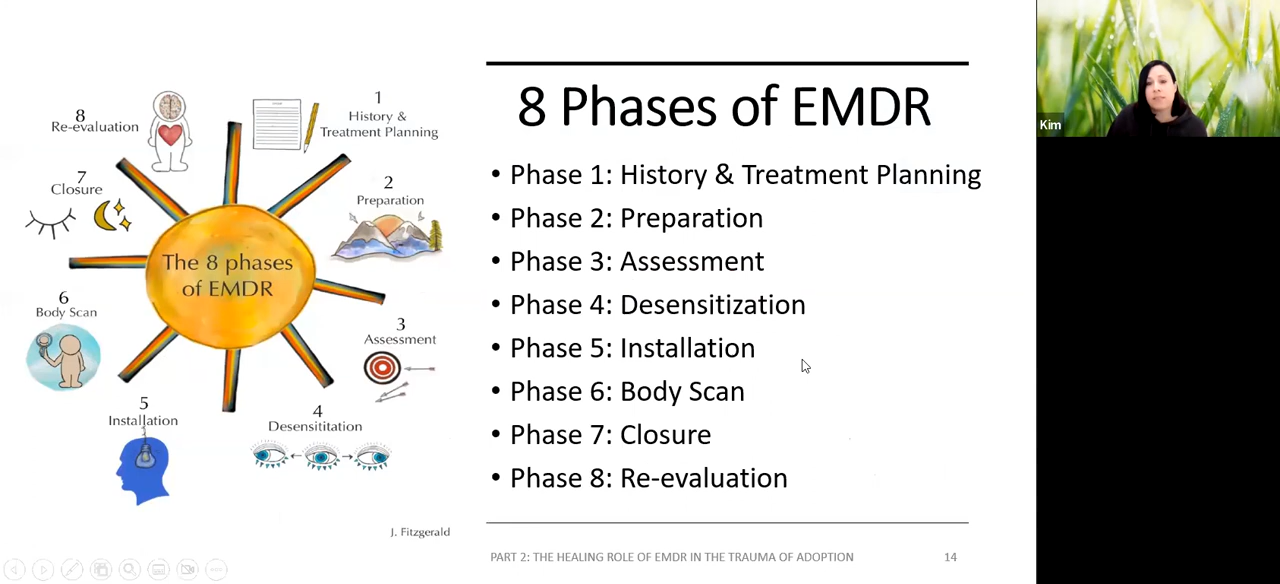 8 Phases of EMDR
• Phase 1: History & Treatment Planning
• Phase 2: Preparation
• Phase 3: Assessment
• Phase 4: Desensitization
• Phase 5: Installation
• Phase 6: Body Scan
• Phase 7: Closure
• Phase 8: Re-evaluation
The 8 phases
of EMDR
1
History &
Treatment Planning
2
Preparation
3
Assessment
4
Desensititation
5
Installation
6
Body Scan
7
Closure
8
Re-evaluation
J. Fitzgerald
PART 2: THE HEALING ROLE OF EMDR IN THE TRAUMA OF ADOPTION
14
Kim